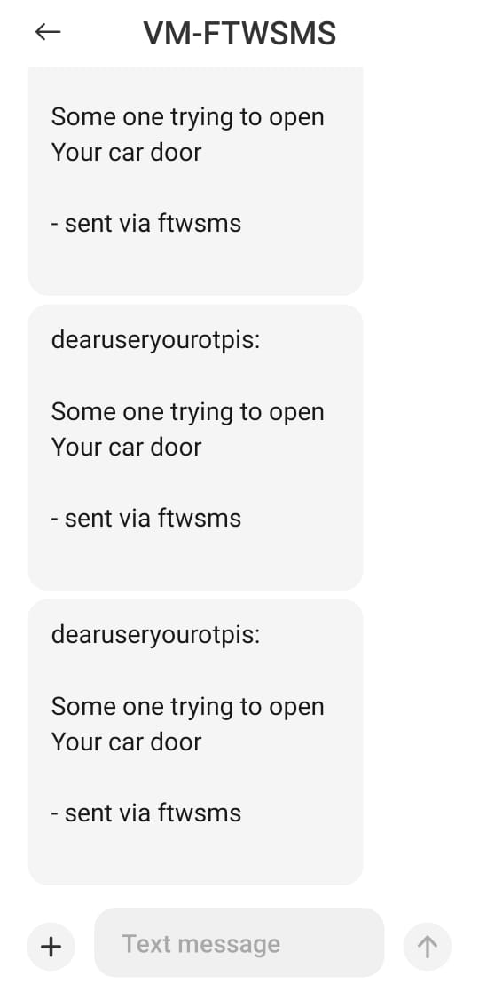 VM-FTWSMS
Some one trying to open
Your car door
- sent via ftwsms
dearuseryourotpis:
Some one trying to open
Your car door
- sent via ftwsms
dearuseryourotpis:
Some one trying to open
Your car door
- sent via ftwsms
Text message